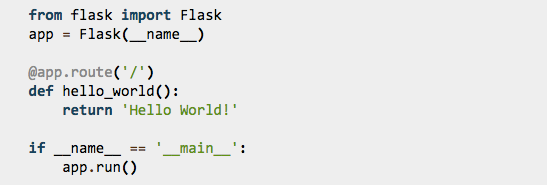 from flask import Flask
app = Flask(__name__)

@app.route('/')
def hello_world():
    return 'Hello World!'

if __name__ == '__main__':
    app.run()